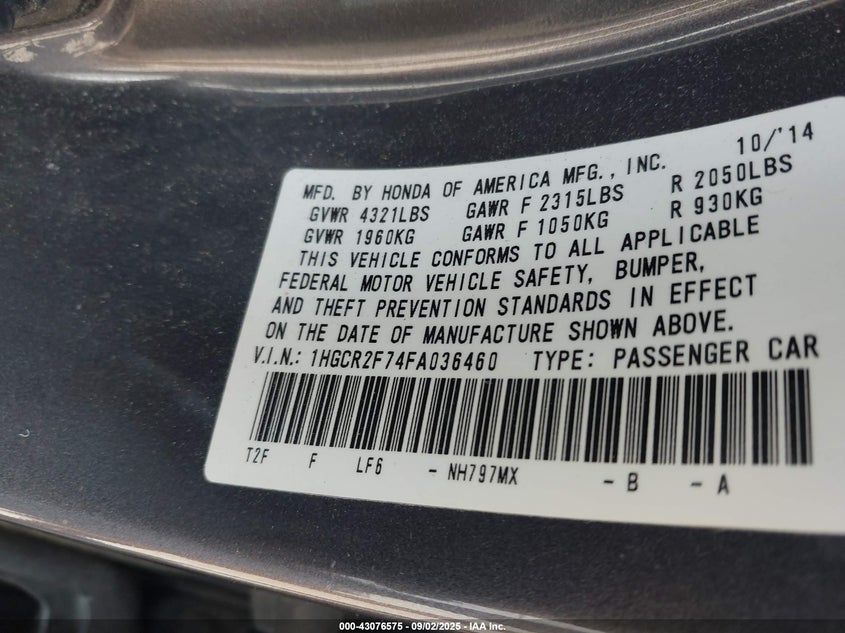 10/'14
MFD. BY HONDA OF AMERICA MFG., INC.
GVWR 4321LBS GAWR F 2315LBS R 2050LBS
GVWR 1960KG GAWR F 1050KG R 930KG
THIS VEHICLE CONFORMS TO ALL APPLICABLE
FEDERAL MOTOR VEHICLE SAFETY, BUMPER,
AND THEFT PREVENTION STANDARDS IN EFFECT
ON THE DATE OF MANUFACTURE SHOWN ABOVE.
V.I.N.: 1HGCR2F74FA036460 TYPE: PASSENGER CAR
T2F F LF6 - NH797MX - B - A
000-43076575 - 09/02/2025 - IAA Inc.